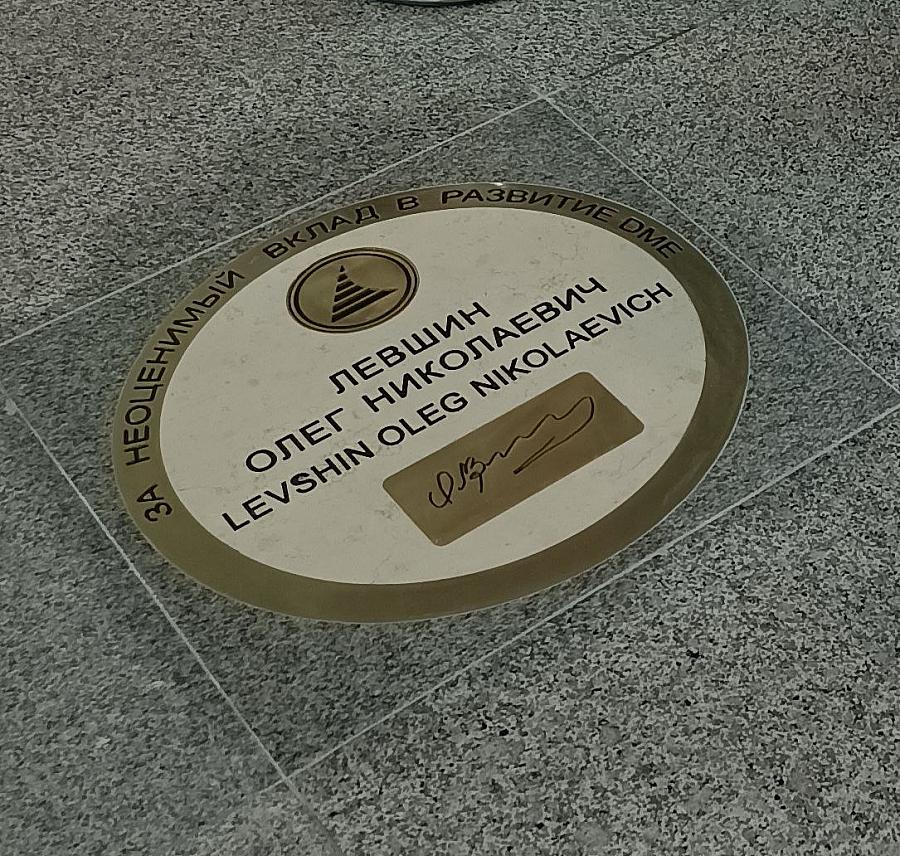 ЗА НЕОЦЕНИМЫЙ ВКЛАД В РАЗВИТИЕ DME
ЛЕВШИН
ОЛЕГ НИКОЛАЕВИЧ
LEVSHIN OLEG NIKOLAEVICH